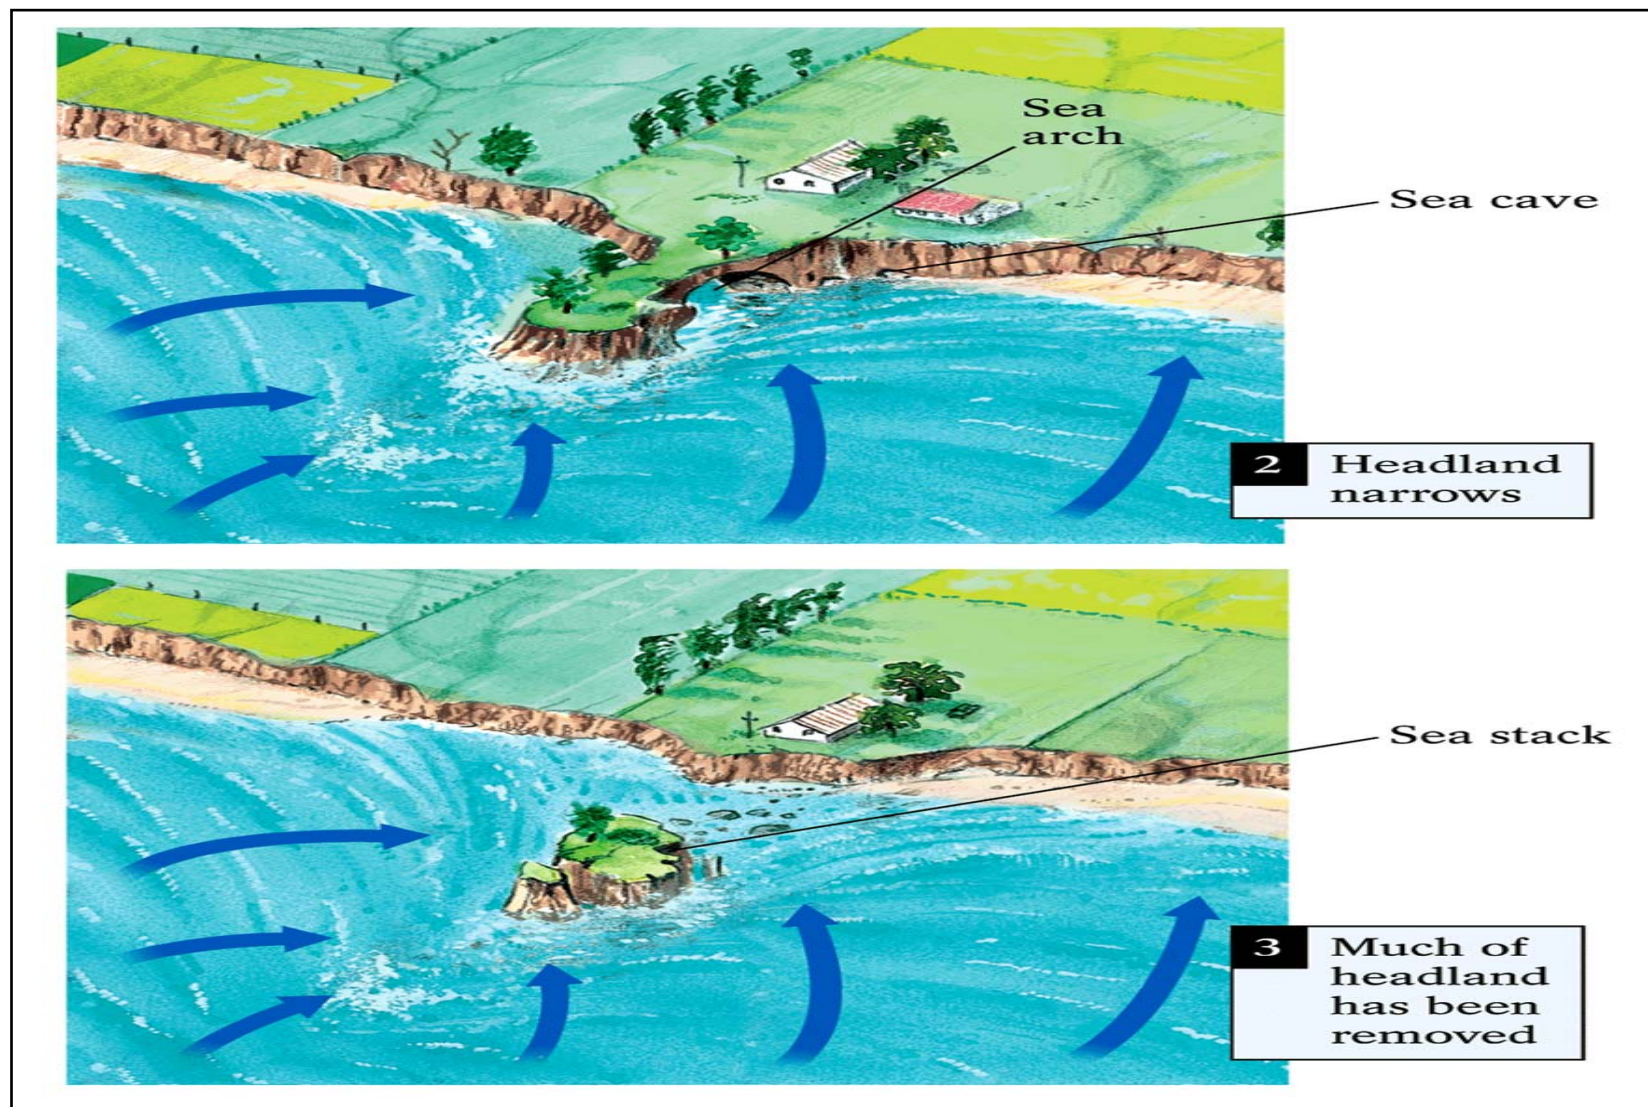 Sea
arch
Sea cave
2 Headland
narrows
Sea stack
3 Much of
headland
has been
removed